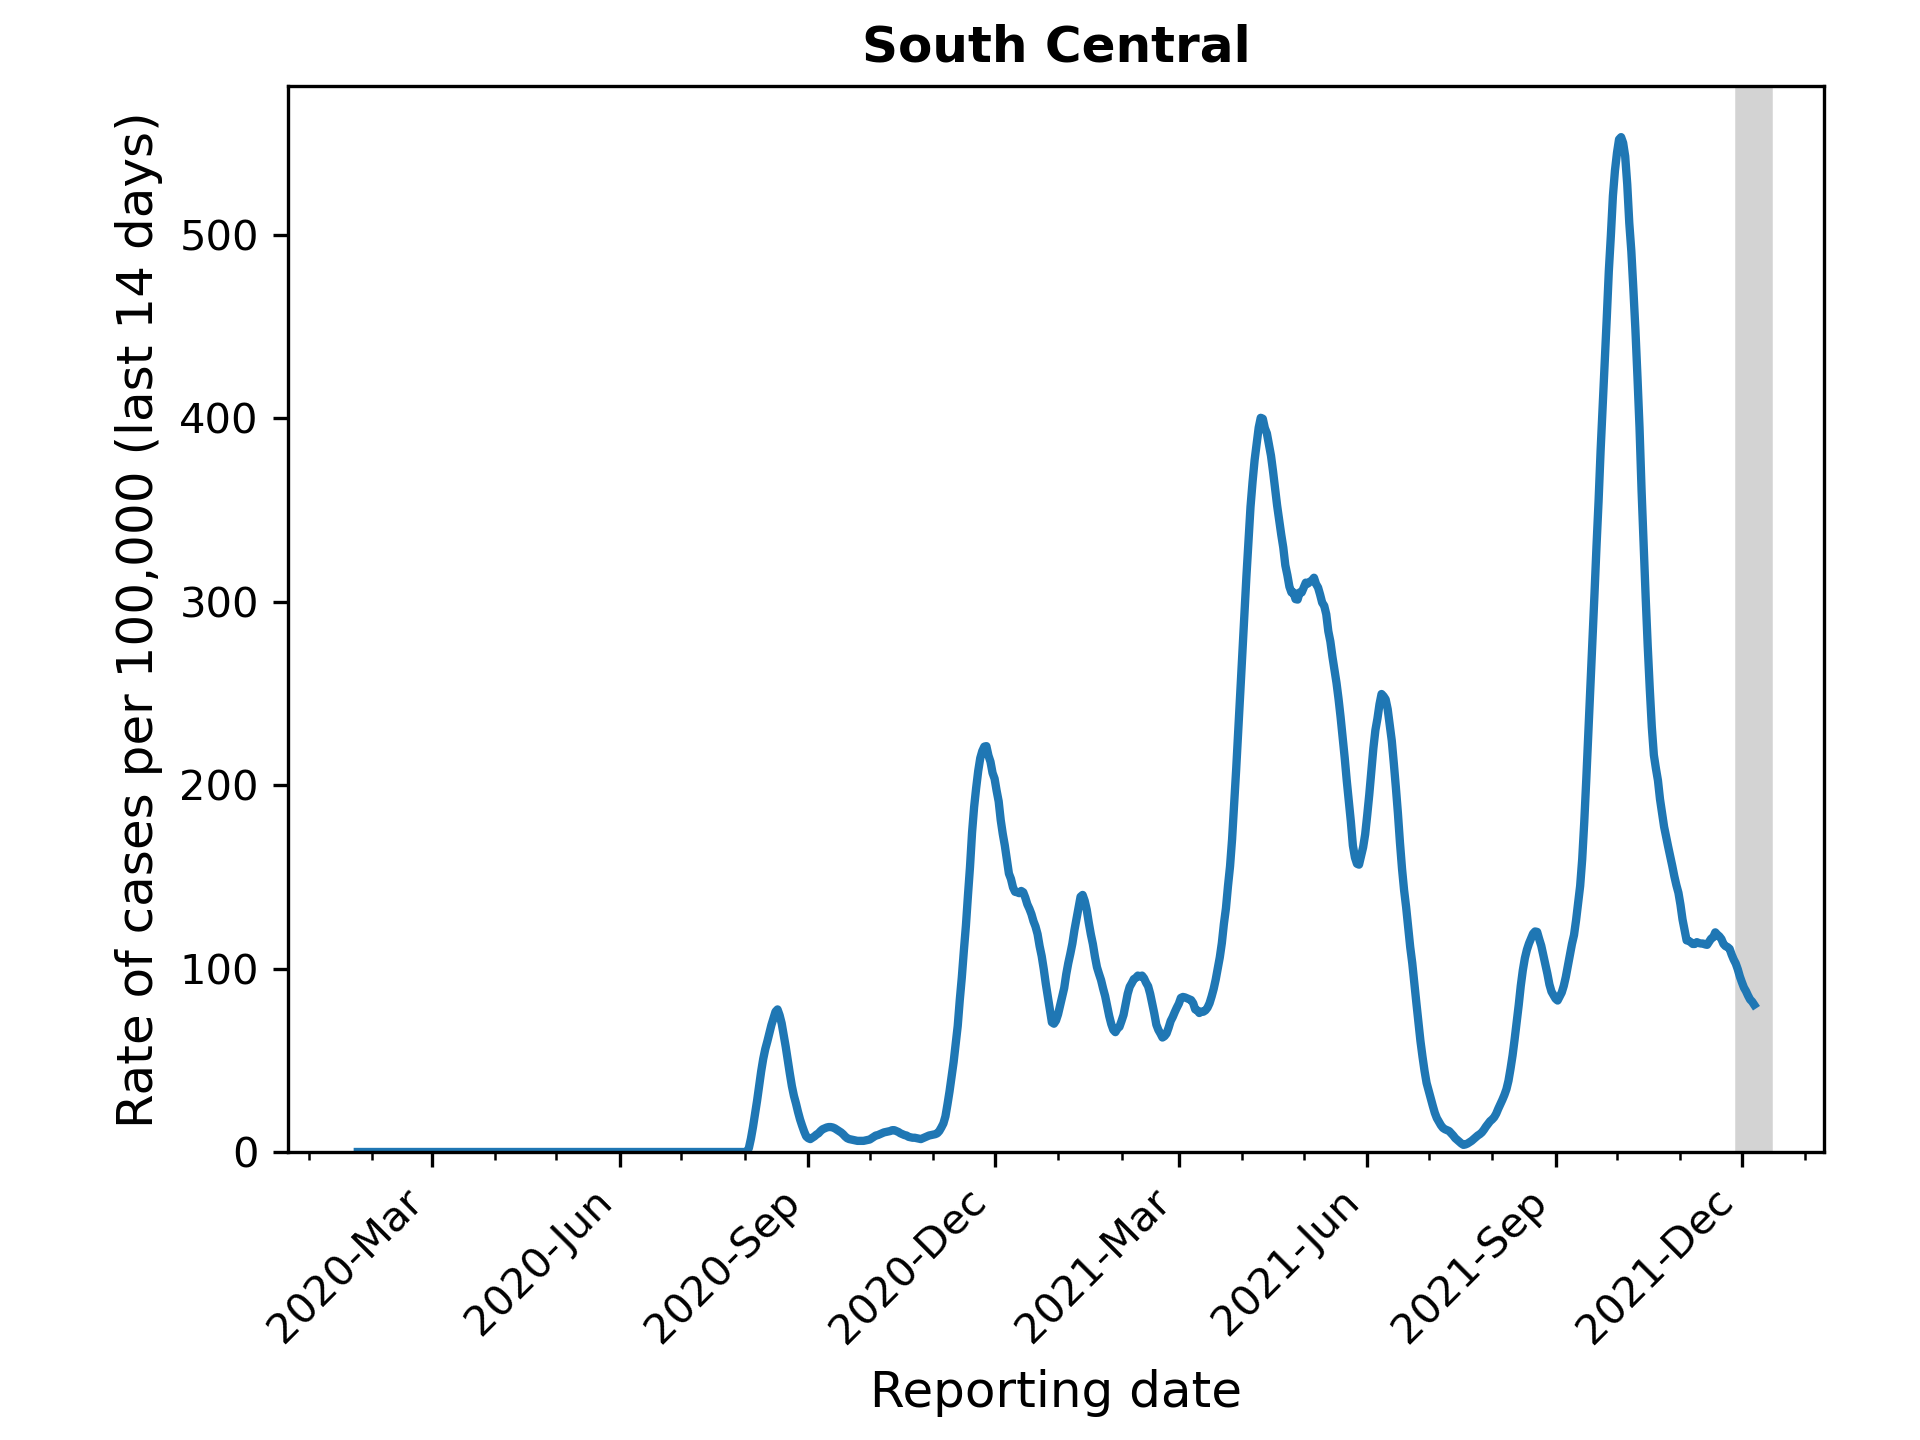 South Central
Rate of cases per 100,000 (last 14 days)
500
400
300
200
100
0
2020-Mar
2020-Jun
2020-Sep
2020-Dec
2021-Mar
2021-Jun
2021-Sep
2021-Dec
Reporting date